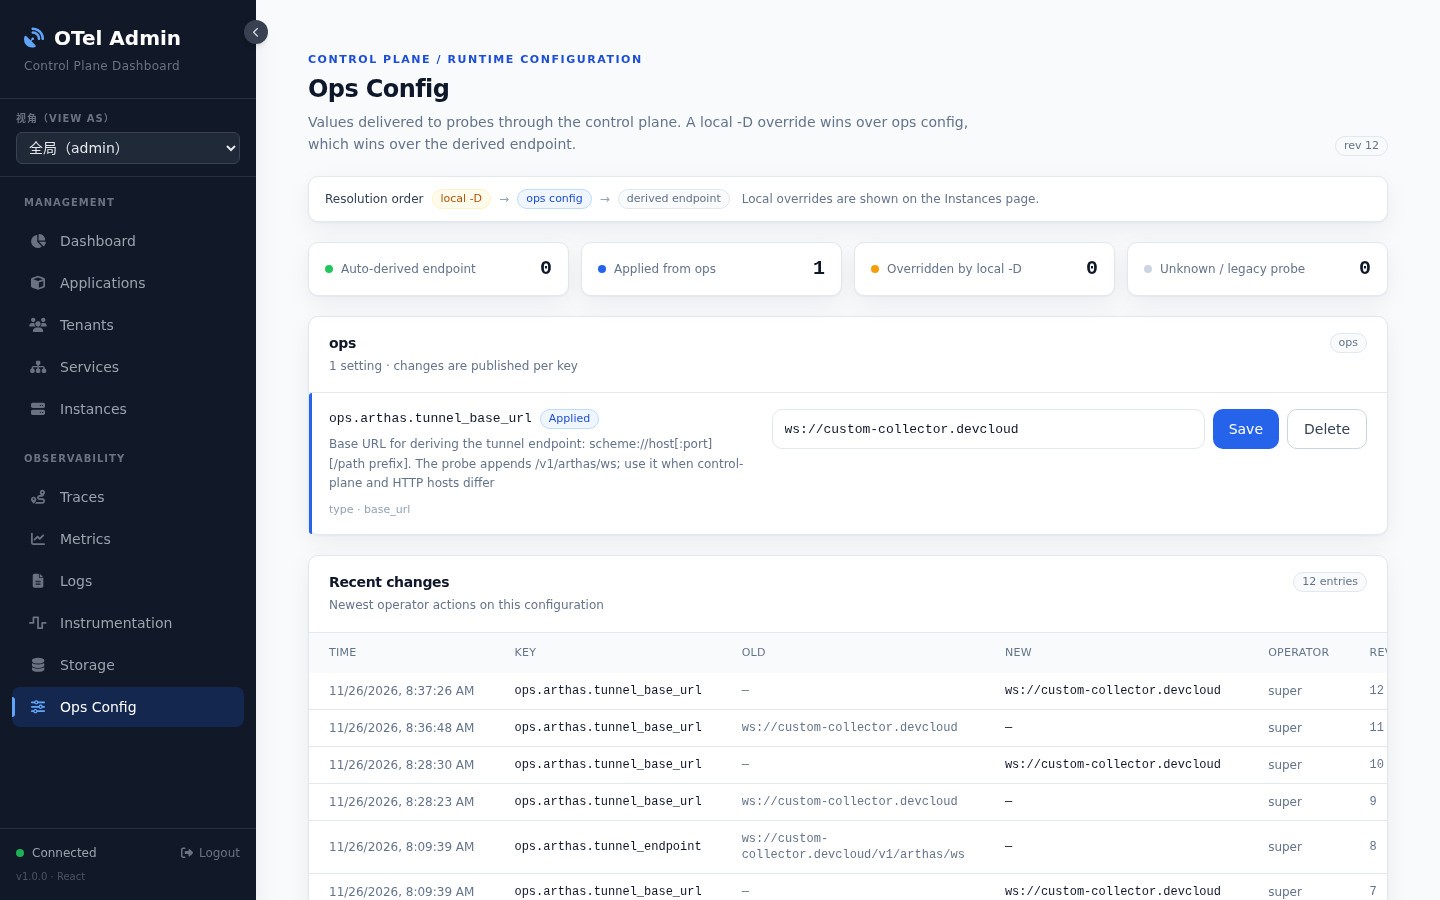 OTel Admin
Control Plane Dashboard
视角（VIEW AS）
全局（admin）
MANAGEMENT
Dashboard
Applications
Tenants
Services
Instances
OBSERVABILITY
Traces
Metrics
Logs
Instrumentation
Storage
Ops Config
Connected
Logout
v1.0.0 · React
CONTROL PLANE / RUNTIME CONFIGURATION
Ops Config
Values delivered to probes through the control plane. A local -D override wins over ops config,
which wins over the derived endpoint.
rev 12
Resolution order local -D → ops config → derived endpoint Local overrides are shown on the Instances page.
Auto-derived endpoint 0
Applied from ops 1
Overridden by local -D 0
Unknown / legacy probe 0
ops
ops
1 setting · changes are published per key
ops.arthas.tunnel_base_url Applied
Base URL for deriving the tunnel endpoint: scheme://host[:port]
[/path prefix]. The probe appends /v1/arthas/ws; use it when control-
plane and HTTP hosts differ
type · base_url
ws://custom-collector.devcloud
Save
Delete
Recent changes
12 entries
Newest operator actions on this configuration
TIME KEY OLD NEW OPERATOR REV
11/26/2026, 8:37:26 AM ops.arthas.tunnel_base_url — ws://custom-collector.devcloud super 12
11/26/2026, 8:36:48 AM ops.arthas.tunnel_base_url ws://custom-collector.devcloud — super 11
11/26/2026, 8:28:30 AM ops.arthas.tunnel_base_url — ws://custom-collector.devcloud super 10
11/26/2026, 8:28:23 AM ops.arthas.tunnel_base_url ws://custom-collector.devcloud — super 9
11/26/2026, 8:09:39 AM ops.arthas.tunnel_endpoint ws://custom-
collector.devcloud/v1/arthas/ws — super 8
11/26/2026, 8:09:39 AM ops.arthas.tunnel_base_url — ws://custom-collector.devcloud super 7